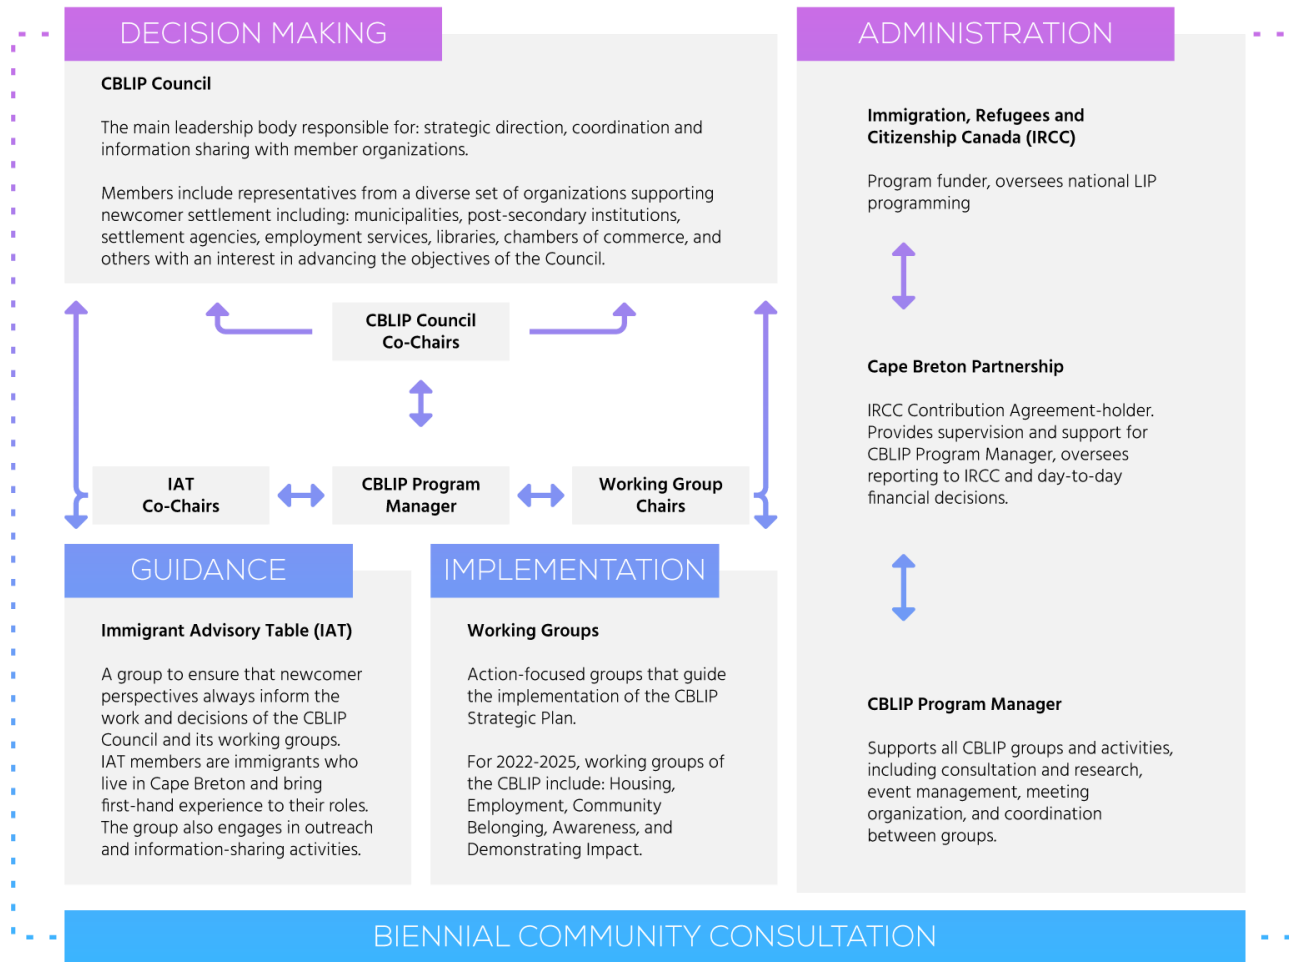 DECISION MAKING
CBLIP Council
The main leadership body responsible for: strategic direction, coordination and
information sharing with member organizations.
Members include representatives from a diverse set of organizations supporting
newcomer settlement including: municipalities, post-secondary institutions,
settlement agencies, employment services, libraries, chambers of commerce, and
others with an interest in advancing the objectives of the Council.
CBLIP Council
Co-Chairs
IAT
Co-Chairs
CBLIP Program
Manager
Working Group
Chairs
GUIDANCE
Immigrant Advisory Table (IAT)
A group to ensure that newcomer
perspectives always inform the
work and decisions of the CBLIP
Council and its working groups.
IAT members are immigrants who
live in Cape Breton and bring
first-hand experience to their roles.
The group also engages in outreach
and information-sharing activities.
IMPLEMENTATION
Working Groups
Action-focused groups that guide
the implementation of the CBLIP
Strategic Plan.
For 2022-2025, working groups of
the CBLIP include: Housing,
Employment, Community
Belonging, Awareness, and
Demonstrating Impact.
ADMINISTRATION
Immigration, Refugees and
Citizenship Canada (IRCC)
Program funder, oversees national LIP
programming
Cape Breton Partnership
IRCC Contribution Agreement-holder.
Provides supervision and support for
CBLIP Program Manager, oversees
reporting to IRCC and day-to-day
financial decisions.
CBLIP Program Manager
Supports all CBLIP groups and activities,
including consultation and research,
event management, meeting
organization, and coordination
between groups.
BIENNIAL COMMUNITY CONSULTATION